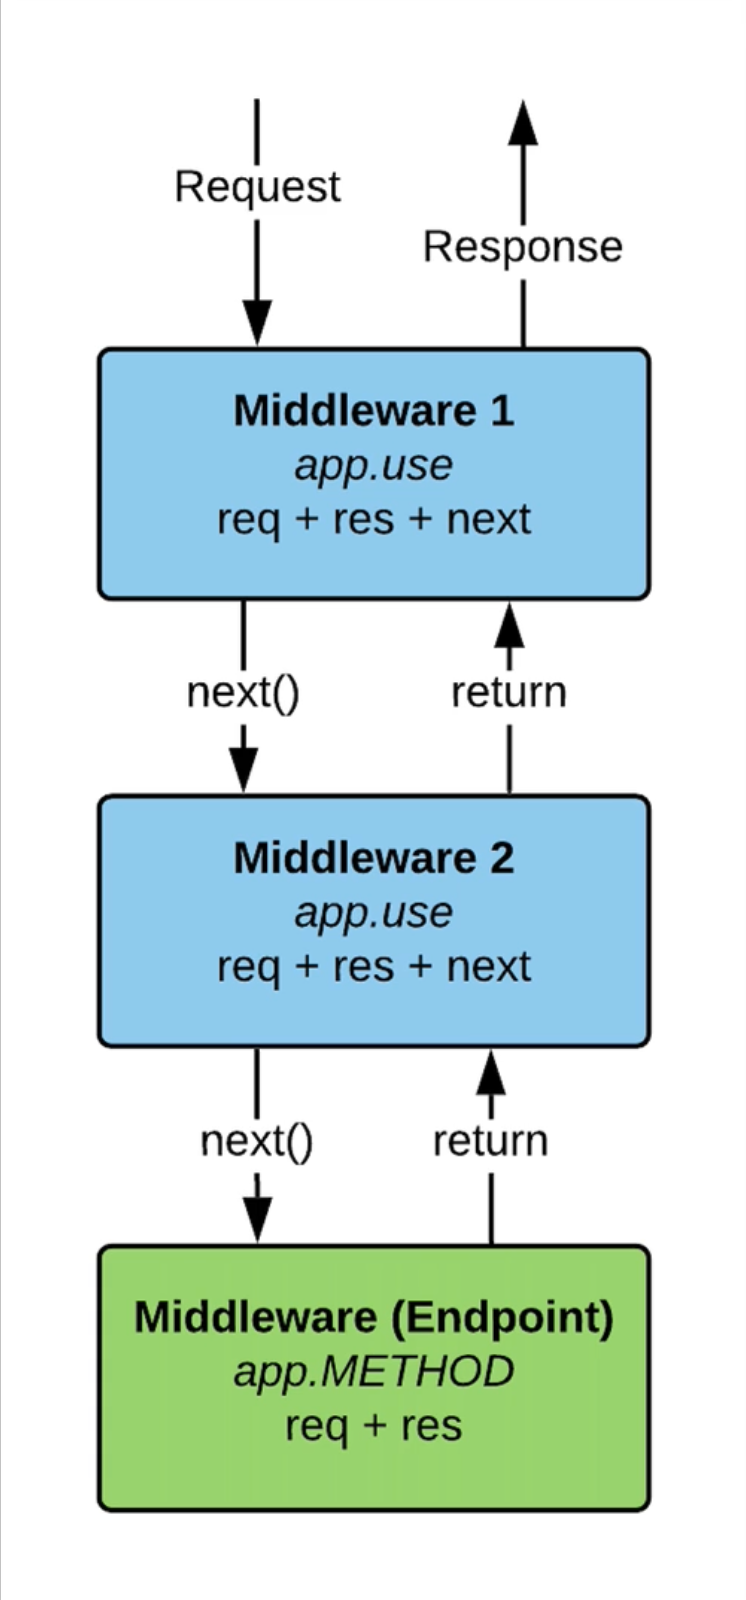 Request
Response
Middleware 1
app.use
req + res + next
next()
return
Middleware 2
app.use
req + res + next
next()
return
Middleware (Endpoint)
app.METHOD
req + res